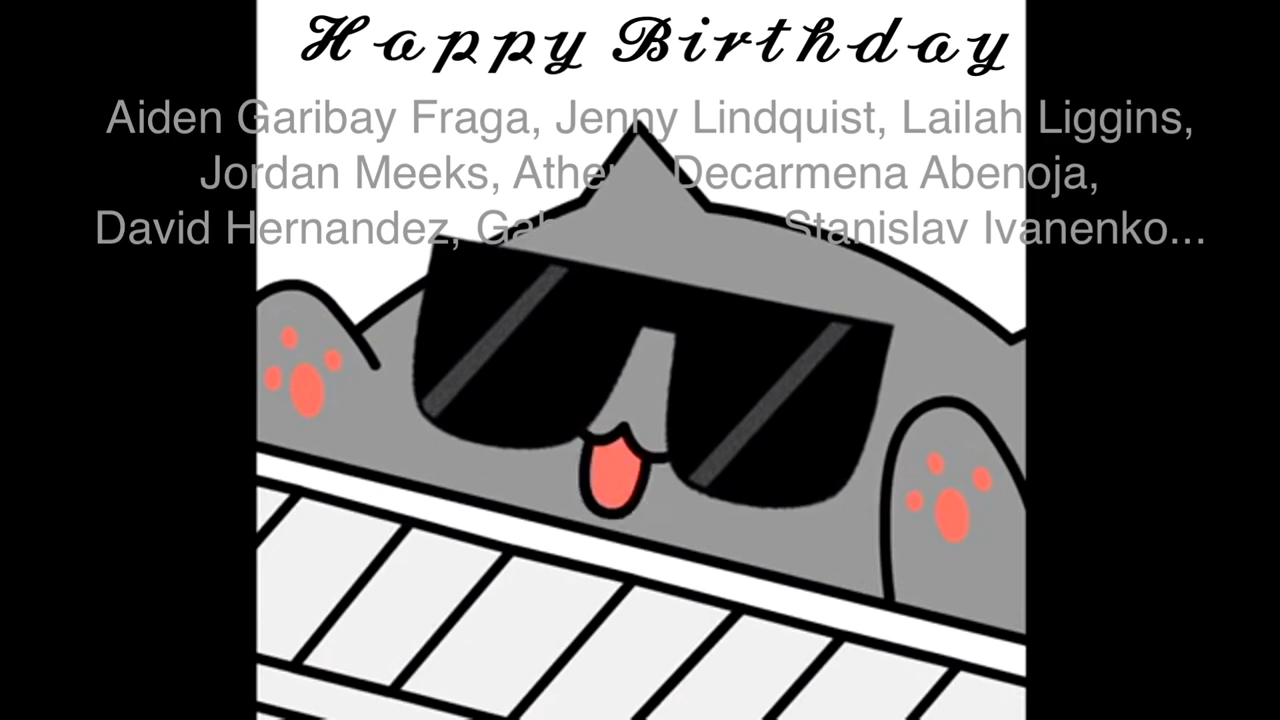 Happy Birthday
Aiden Garibay Fraga, Jenny Lindquist, Lailah Liggins,
Jordan Meeks, Decarmena Abenoja,
David Hernandez, Stanislav Ivanenko...